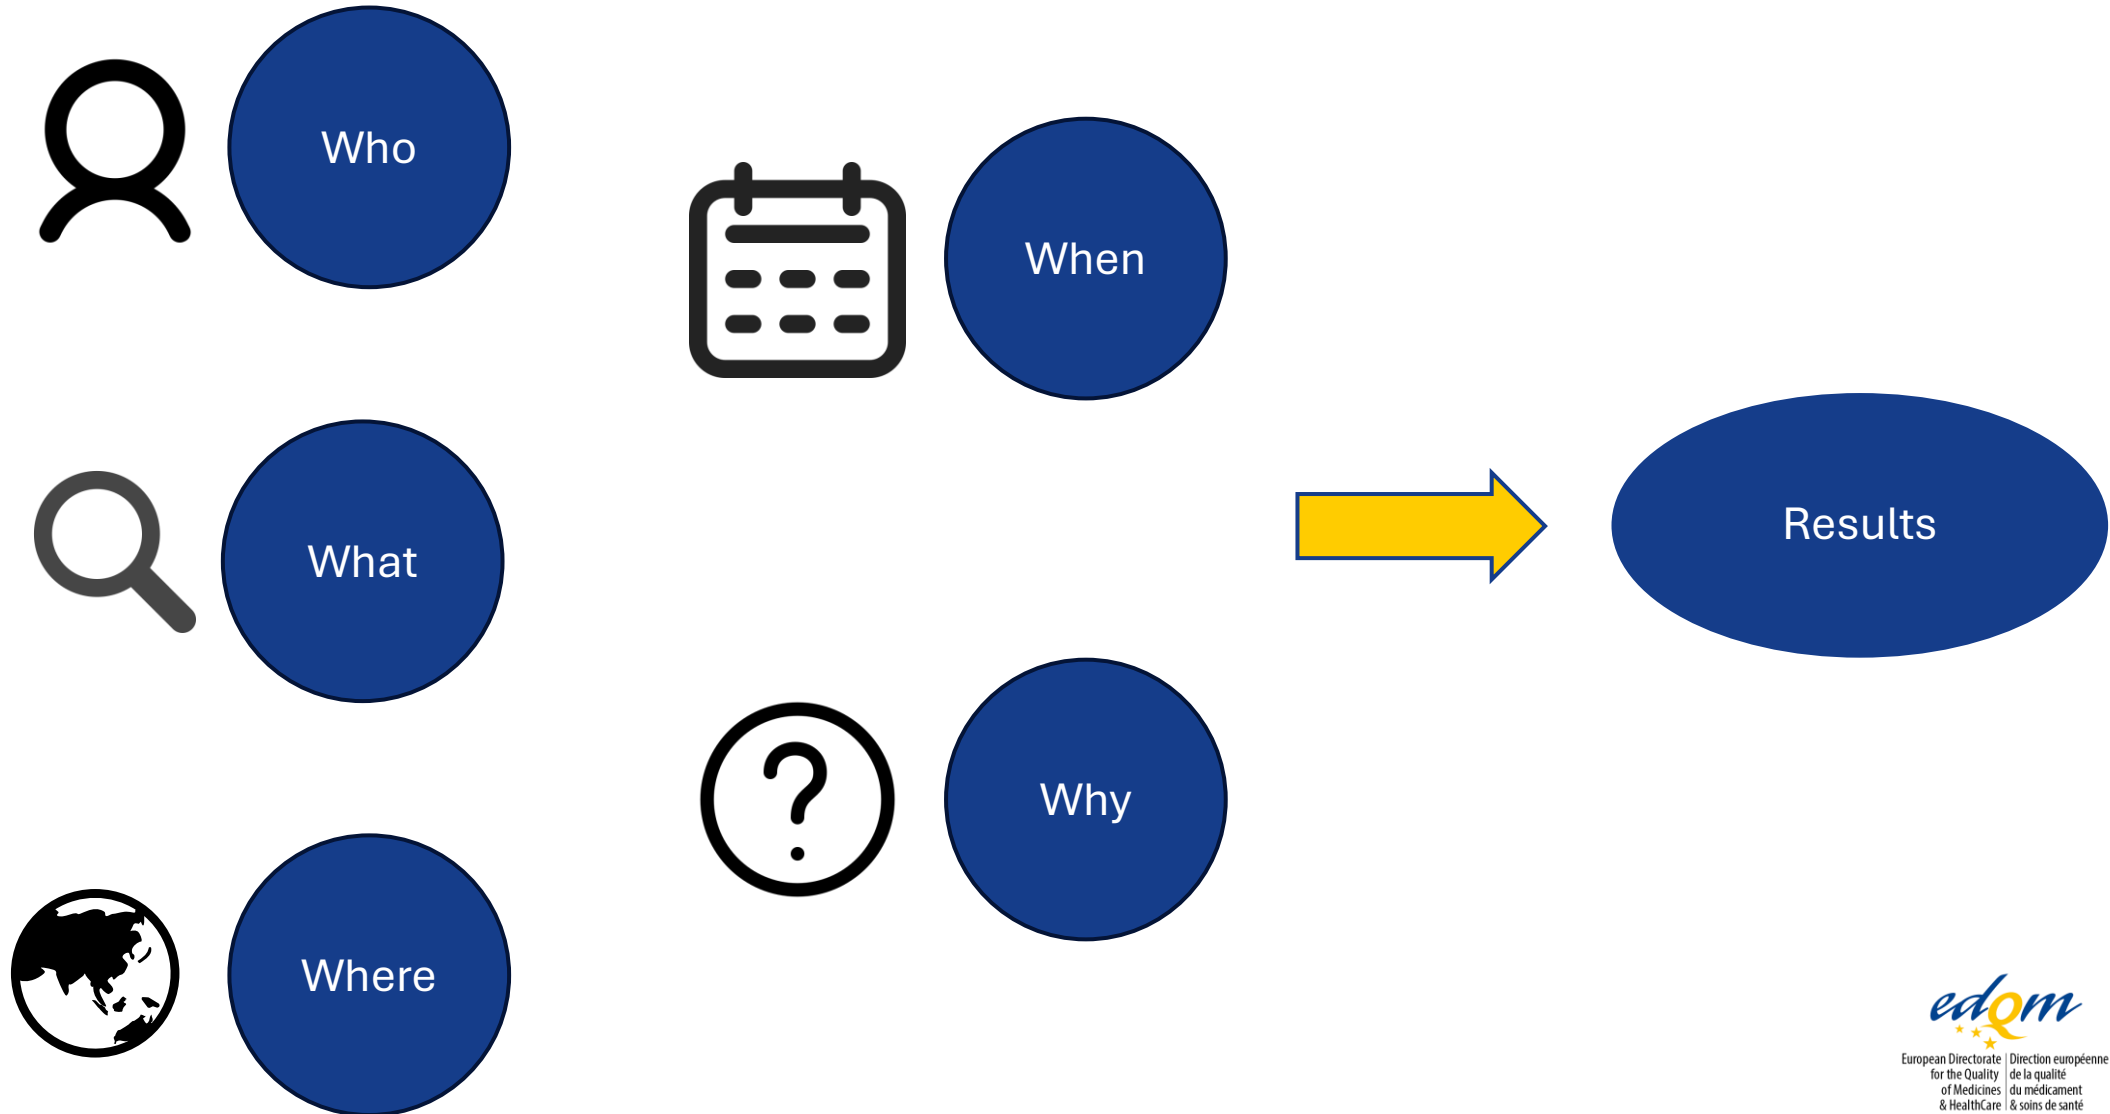 Who
What
Where
When
Why
?
Results
edQm
European Directorate
for the Quality
of Medicines
& HealthCare
Direction européenne
de la qualité
du médicament
& soins de santé